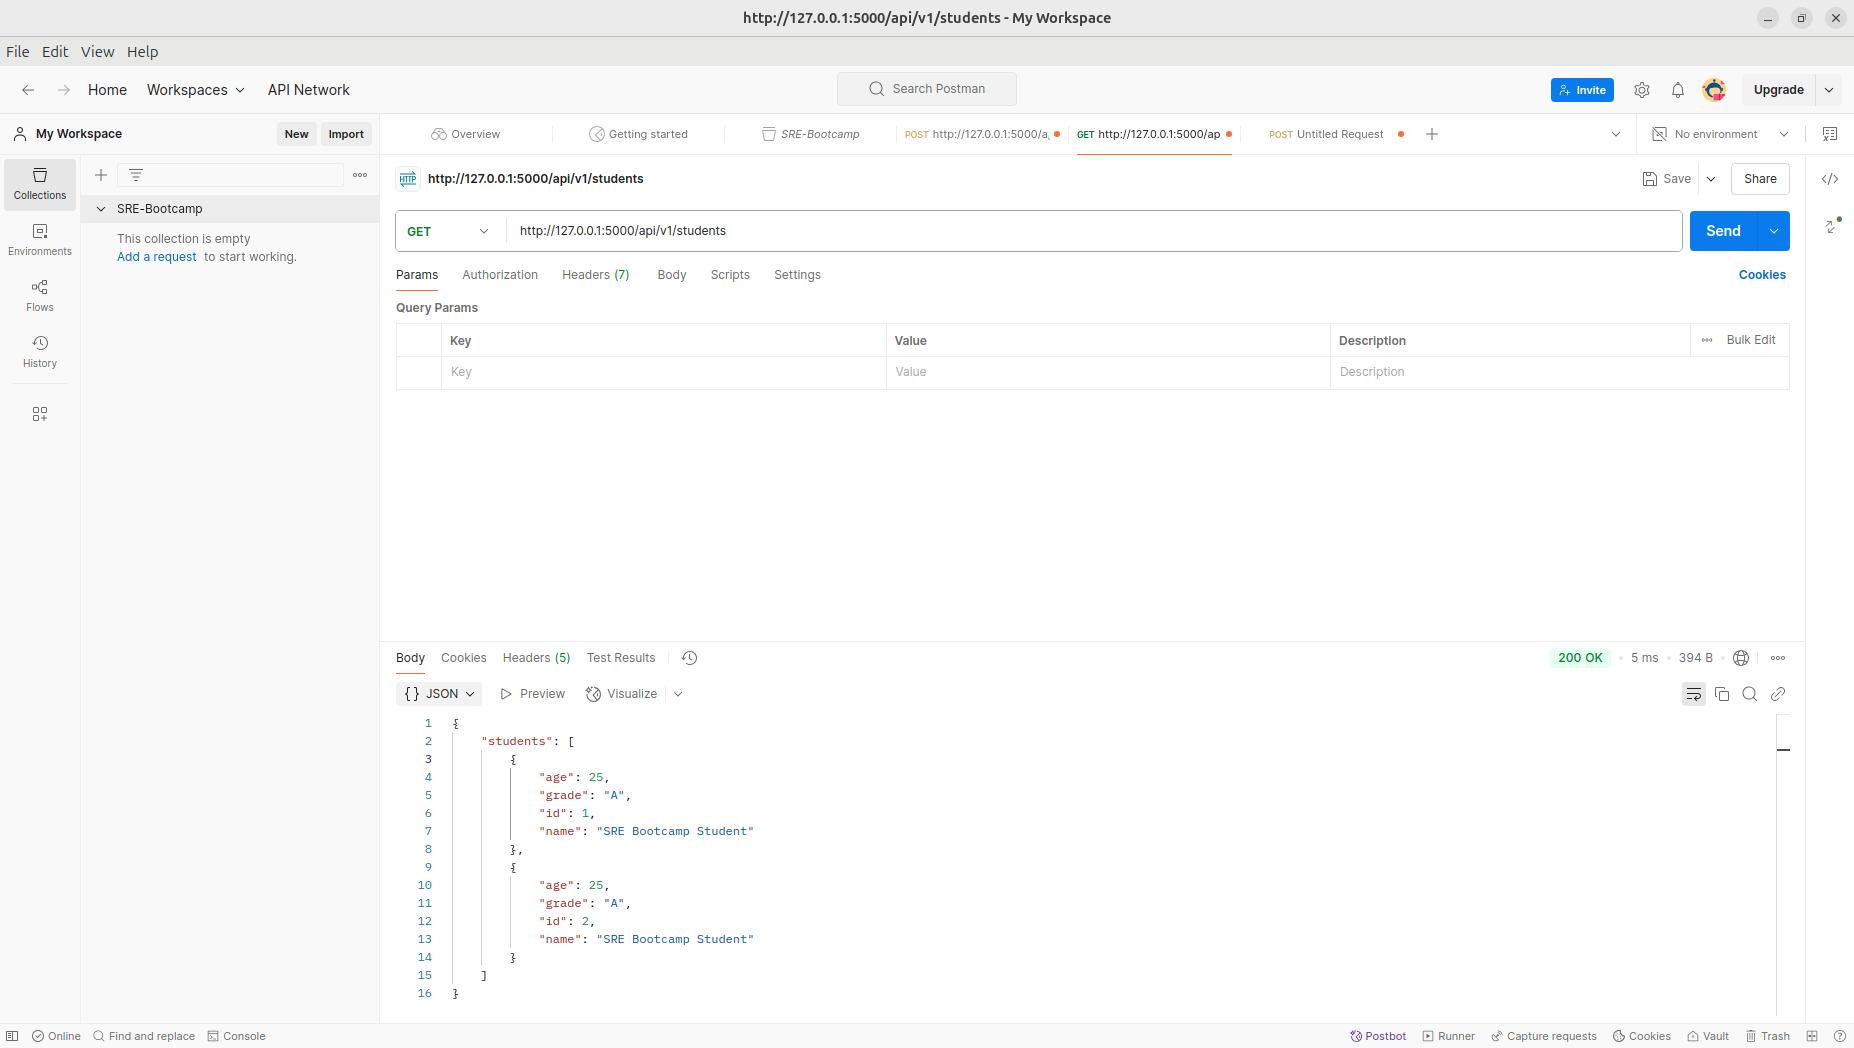 http://127.0.0.1:5000/api/v1/students - My Workspace
File Edit View Help
Home Workspaces API Network Search Postman Invite Upgrade
My Workspace New Import Overview Getting started SRE-Bootcamp POST http://127.0.0.1:5000/a GET http://127.0.0.1:5000/ap POST Untitled Request No environment
Collections
SRE-Bootcamp
This collection is empty
Add a request to start working.
Environments
Flows
History
HTTP http://127.0.0.1:5000/api/v1/students Save Share
GET http://127.0.0.1:5000/api/v1/students Send
Params Authorization Headers (7) Body Scripts Settings Cookies
Query Params
Key Value Description Bulk Edit
Key Value Description
Body Cookies Headers (5) Test Results 200 OK 5 ms 394 B
{} JSON Preview Visualize
1 {
2 "students": [
3 {
4 "age": 25,
5 "grade": "A",
6 "id": 1,
7 "name": "SRE Bootcamp Student"
8 },
9 {
10 "age": 25,
11 "grade": "A",
12 "id": 2,
13 "name": "SRE Bootcamp Student"
14 }
15 ]
16 }
Online Find and replace Console Postbot Runner Capture requests Cookies Vault Trash